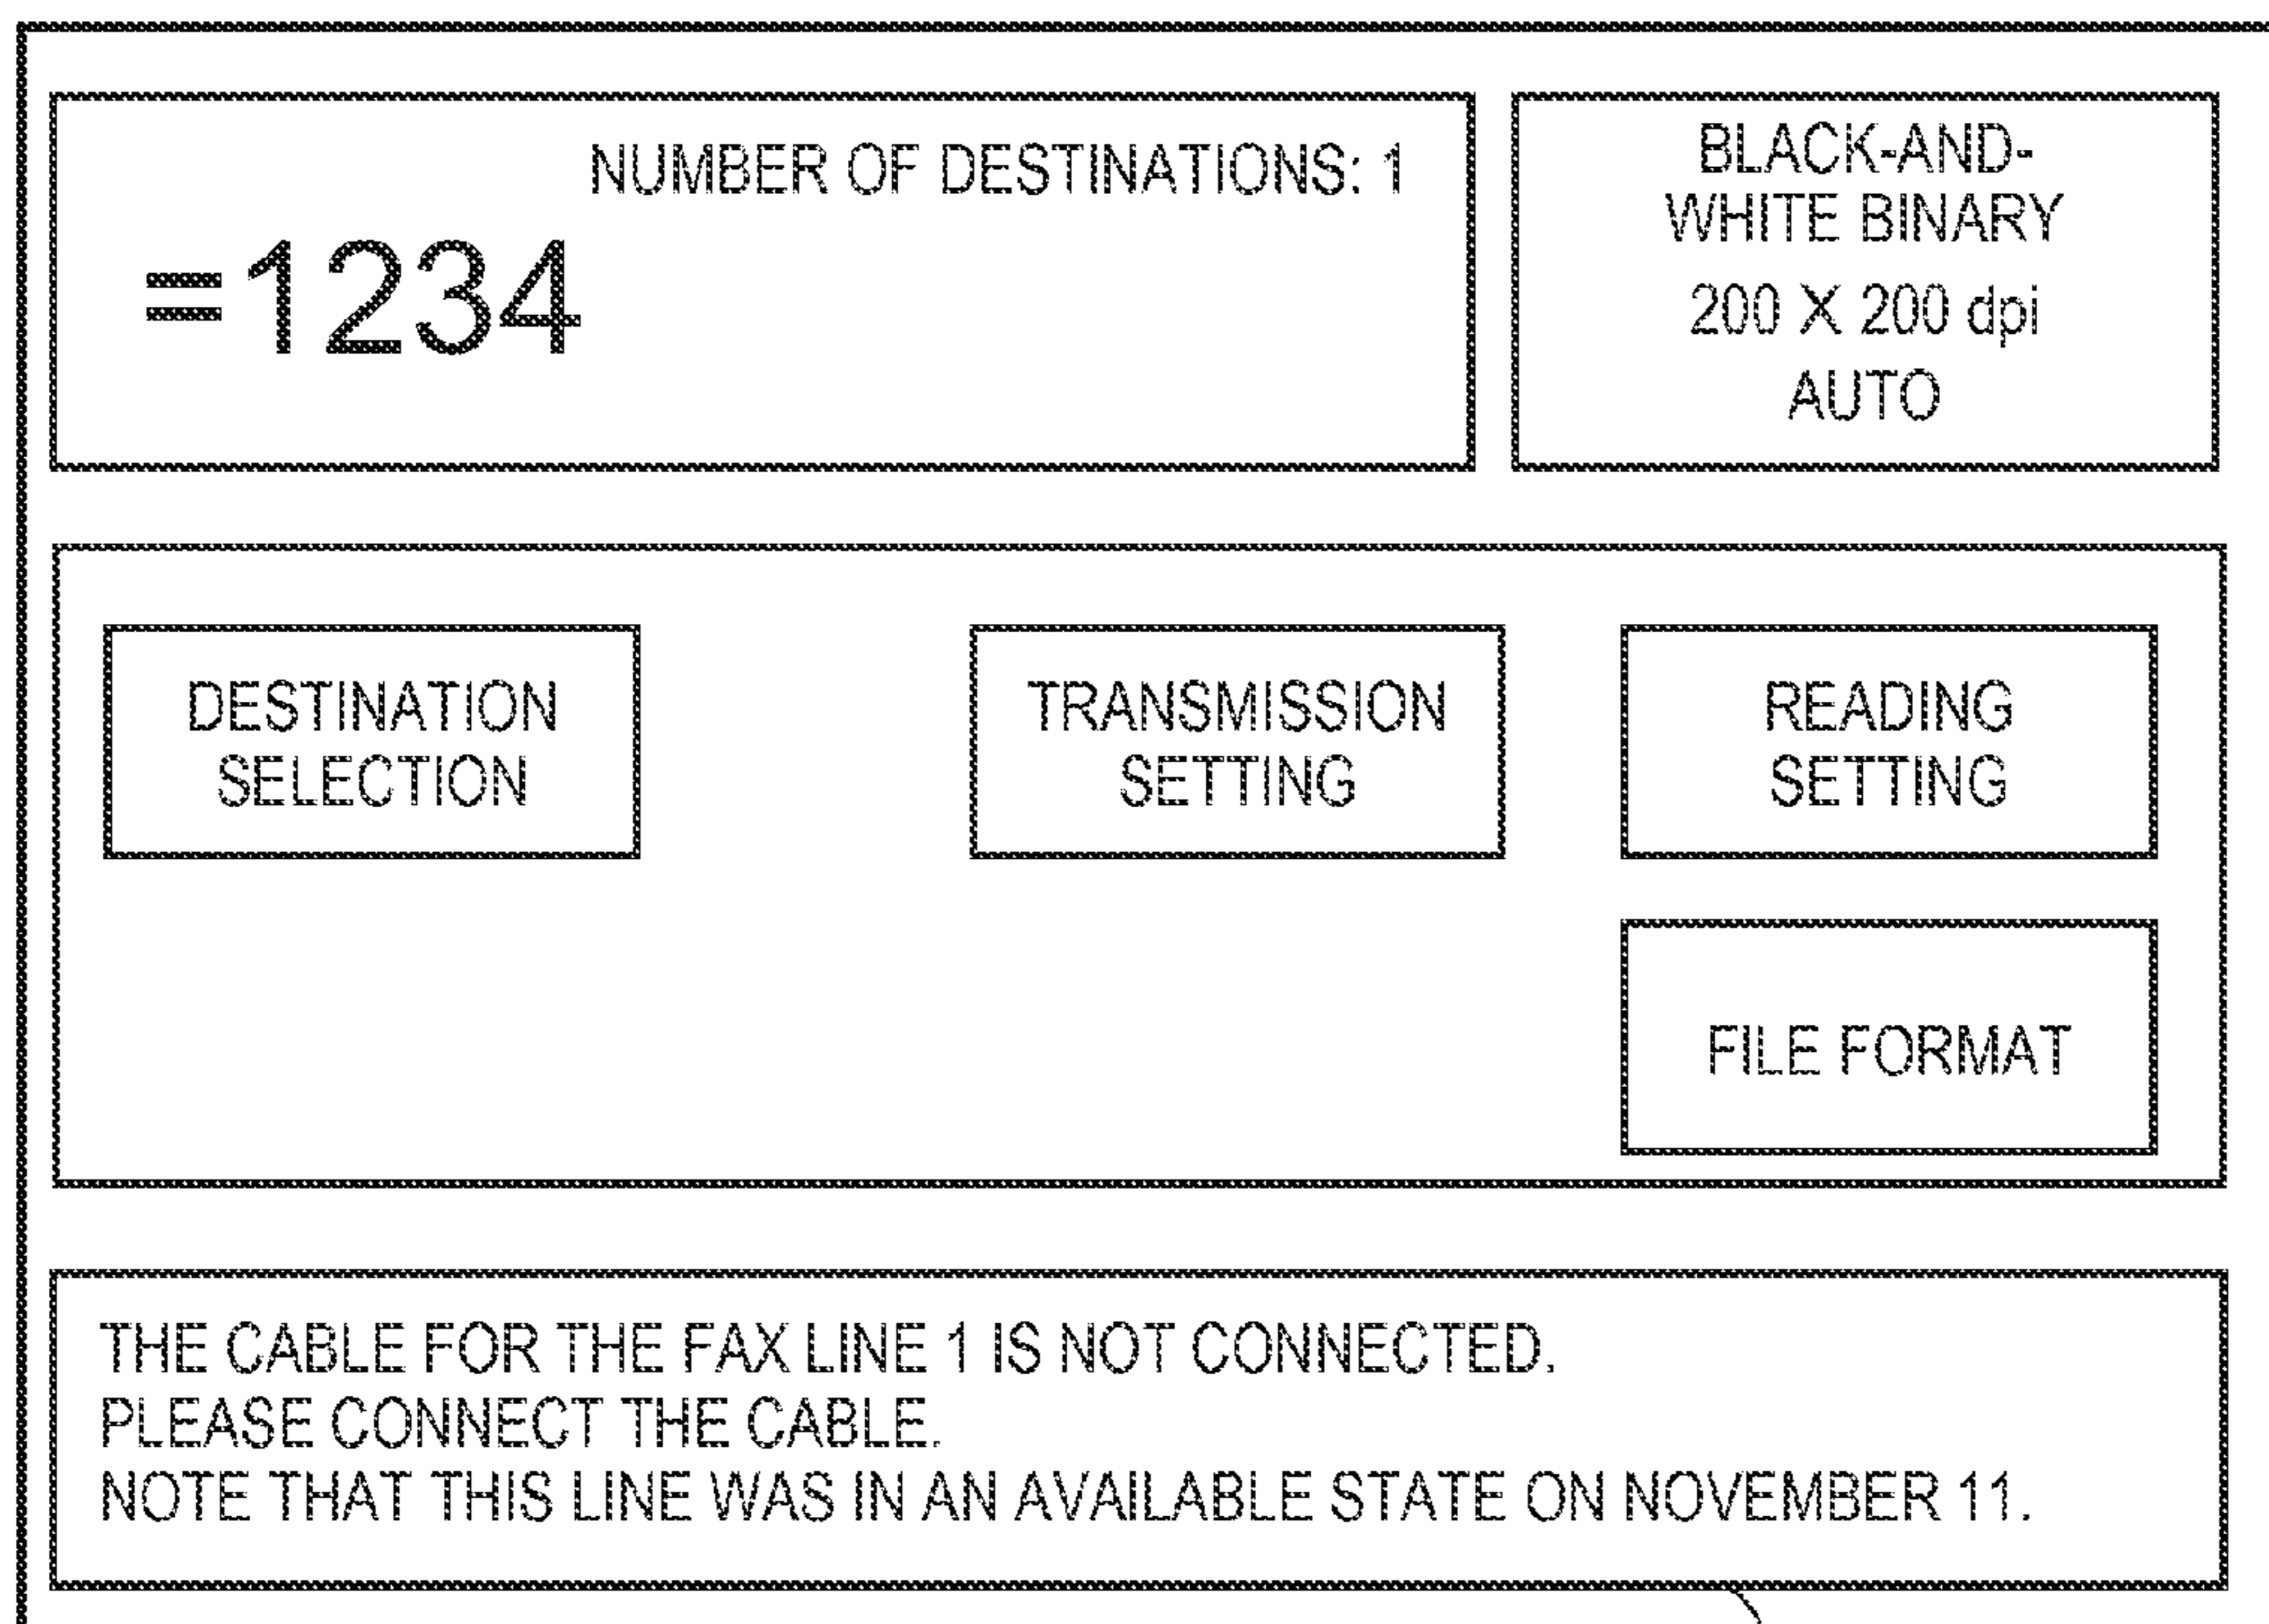 NUMBER OF DESTINATIONS: 1
=1234
BLACK-AND-
WHITE BINARY
200 X 200 dpi
AUTO
DESTINATION
SELECTION
TRANSMISSION
SETTING
READING
SETTING
FILE FORMAT
THE CABLE FOR THE FAX LINE 1 IS NOT CONNECTED.
PLEASE CONNECT THE CABLE.
NOTE THAT THIS LINE WAS IN AN AVAILABLE STATE ON NOVEMBER 11.